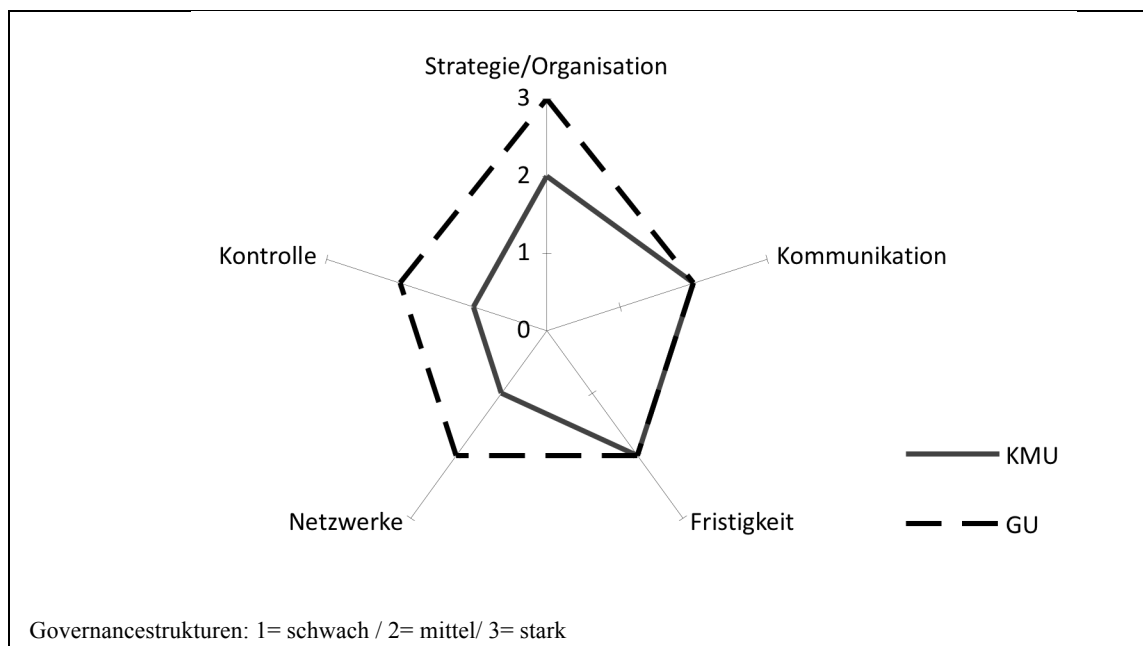 Strategie/Organisation
3
2
1
0
Kontrolle
Kommunikation
Netzwerke
Fristigkeit
KMU
GU
Governancestrukturen: 1= schwach / 2= mittel/ 3= stark